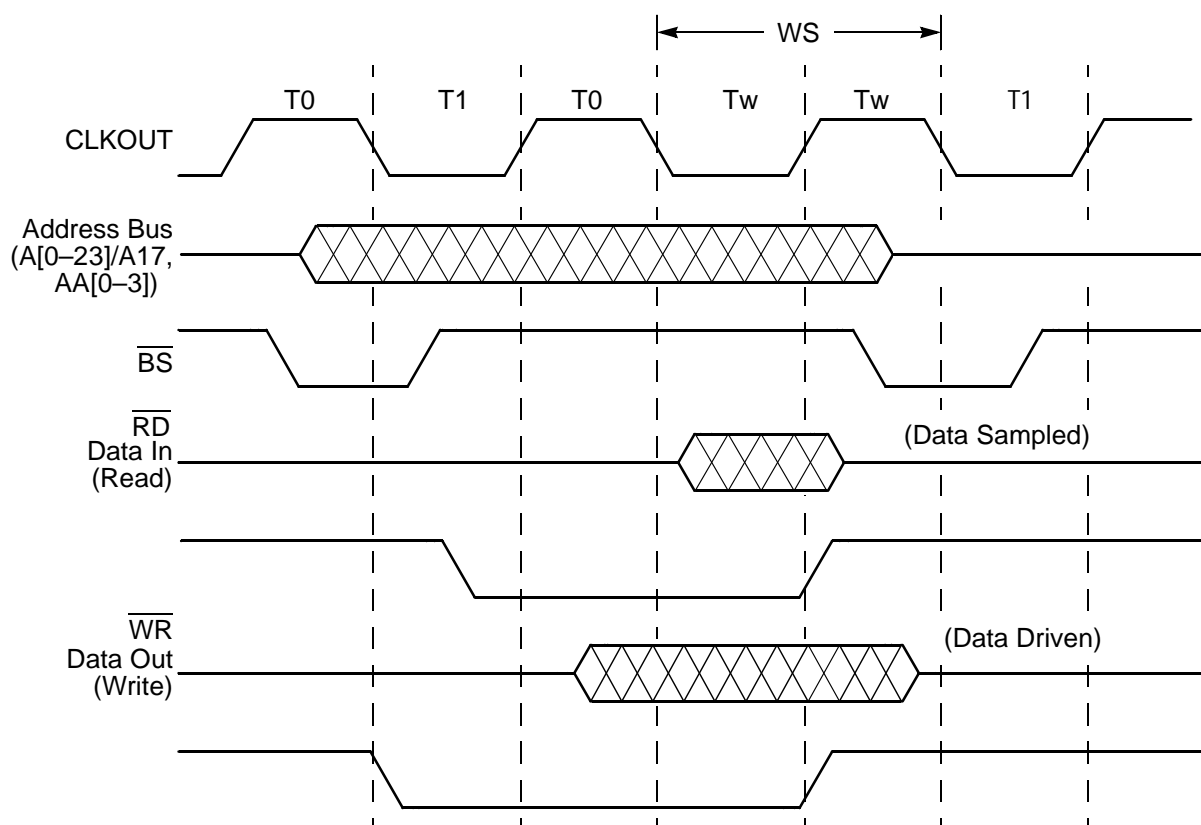 WS
T0 T1 T0 Tw Tw T1
CLKOUT
Address Bus
(A[0–23]/A17,
AA[0–3])
BS
RD
Data In
(Read)
(Data Sampled)
WR
Data Out
(Write)
(Data Driven)